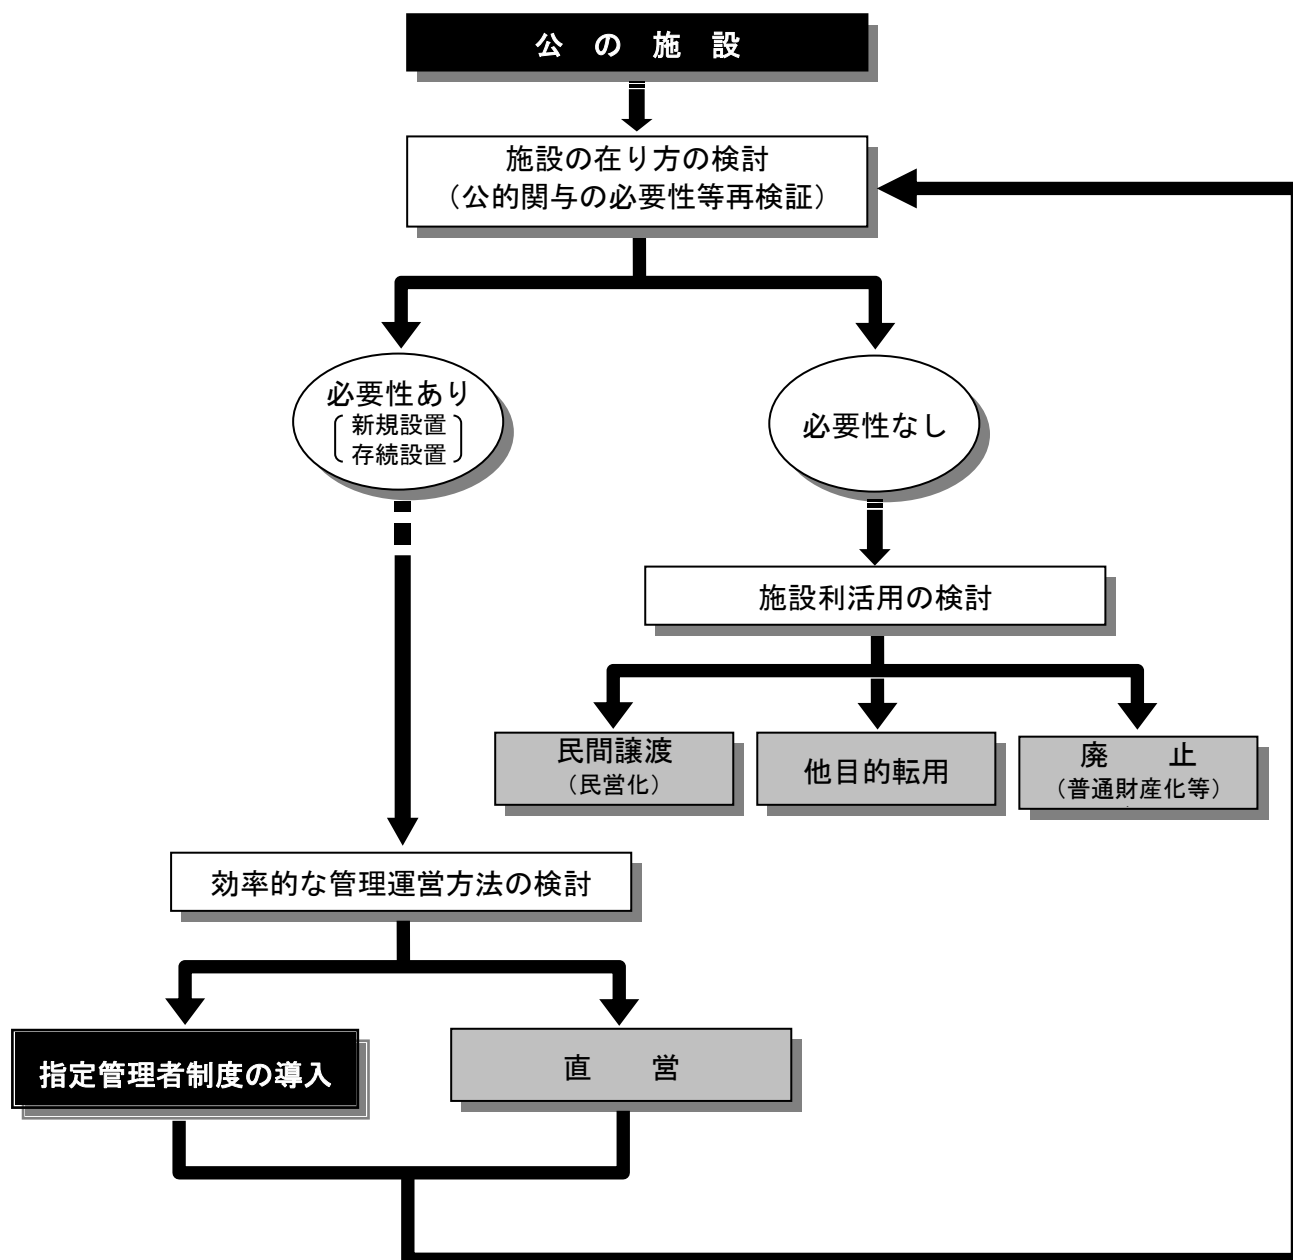 公の施設
施設の在り方の検討
（公的関与の必要性等再検証）
必要性あり
新規設置
存続設置
必要性なし
施設利活用の検討
民間譲渡
（民営化）
他目的転用
廃止
（普通財産化等）
効率的な管理運営方法の検討
指定管理者制度の導入
直営